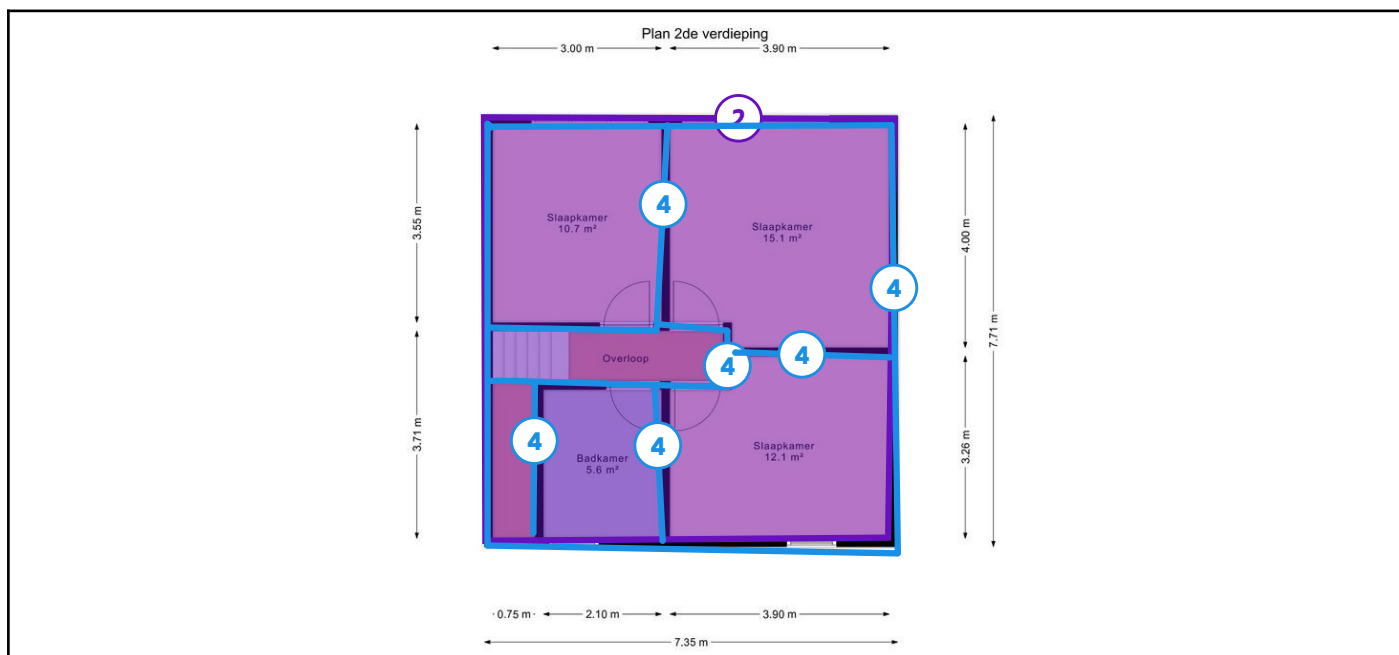 Plan 2de verdieping
3.00 m
3.90 m
2
3.55 m
4.00 m
7.71 m
4
Slaapkamer
10.7 m²
Slaapkamer
15.1 m²
4
Overloop
4
4
3.71 m
3.26 m
4
4
Badkamer
5.6 m²
Slaapkamer
12.1 m²
0.75 m
2.10 m
3.90 m
7.35 m